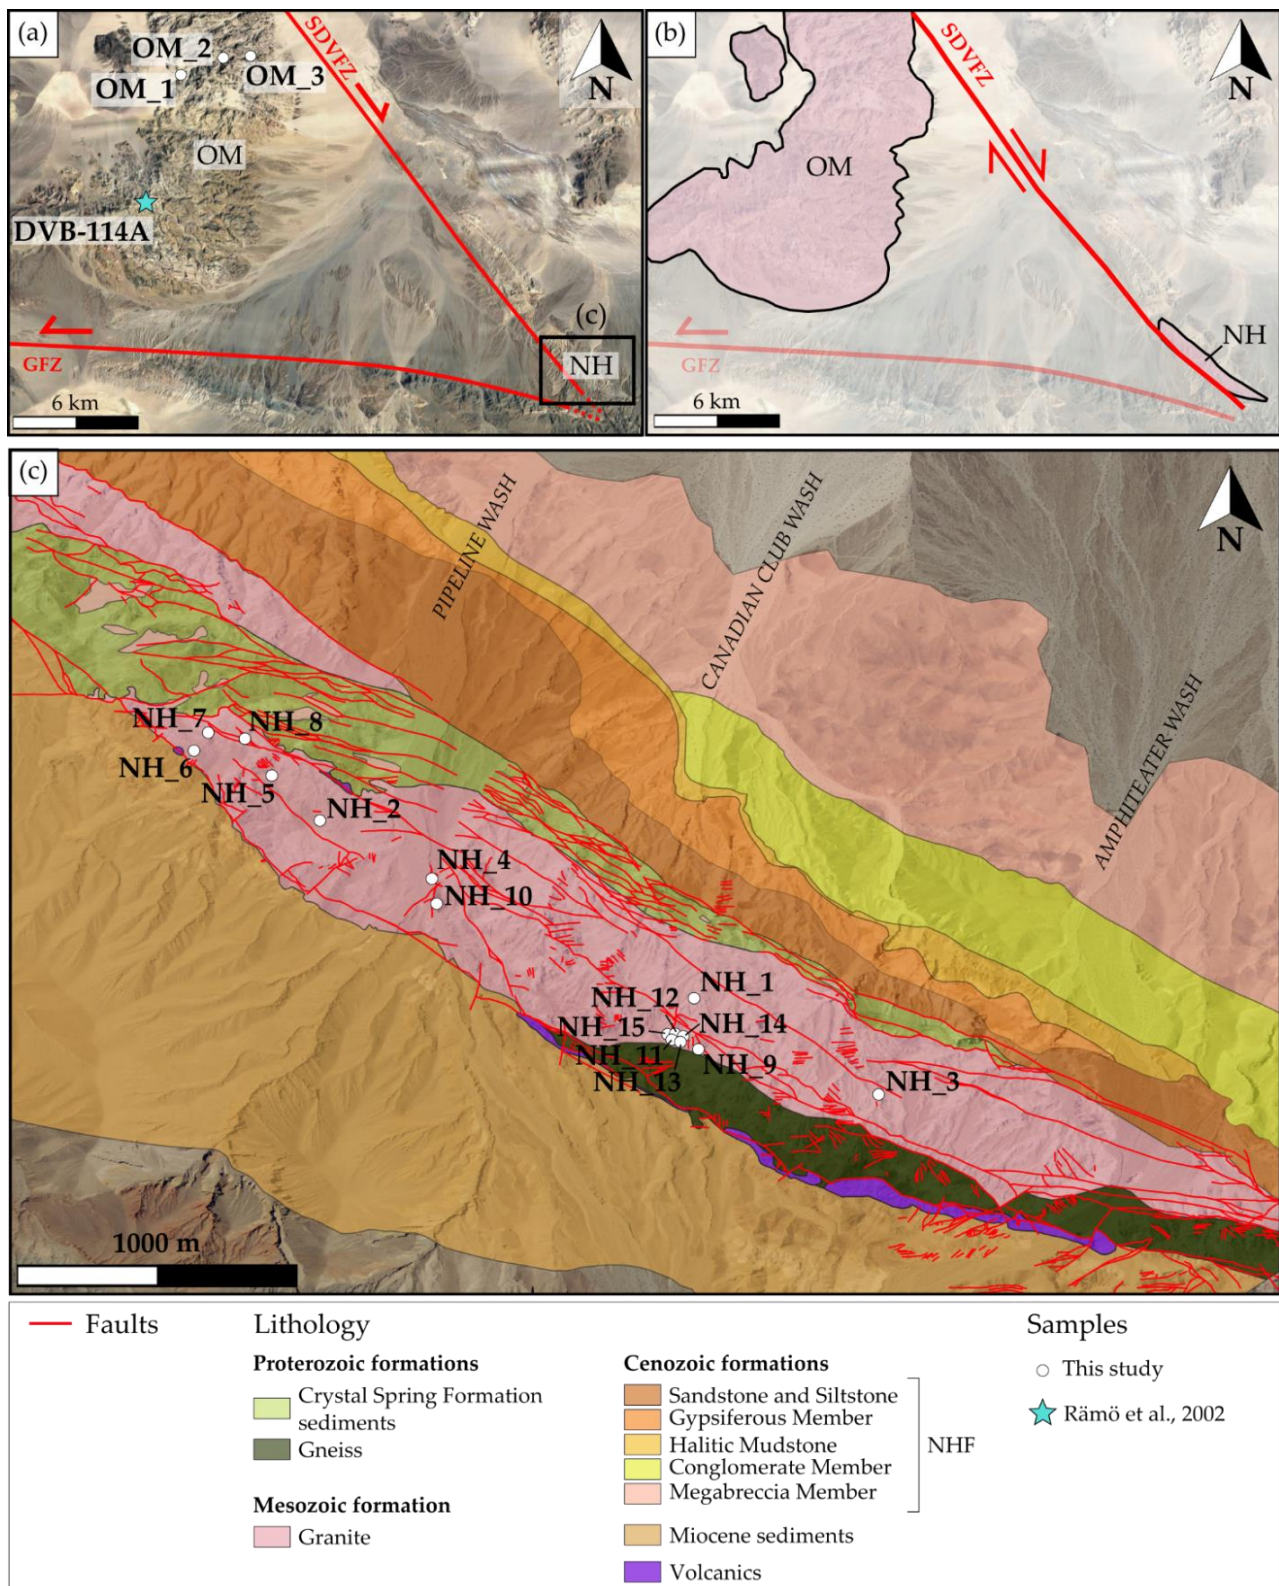 (a)
OM_2
OM_1
OM_3
SDVFZ
N
OM
DVB-114A
(c)
GFZ
NH
6 km
(b)
SDVFZ
N
OM
NH
GFZ
6 km
(c)
PIPELINE WASH
CANADIAN CLUB WASH
AMPHITEATER WASH
N
NH_7
NH_8
NH_6
NH_5
NH_2
NH_4
NH_10
NH_1
NH_12
NH_15
NH_14
NH_11
NH_9
NH_13
NH_3
1000 m
Faults
Lithology
Proterozoic formations
Crystal Spring Formation
sediments
Gneiss
Mesozoic formation
Granite
Cenozoic formations
Sandstone and Siltstone
Gypsiferous Member
Halitic Mudstone
Conglomerate Member
Megabreccia Member
NHF
Miocene sediments
Volcanics
Samples
This study
Rämö et al., 2002